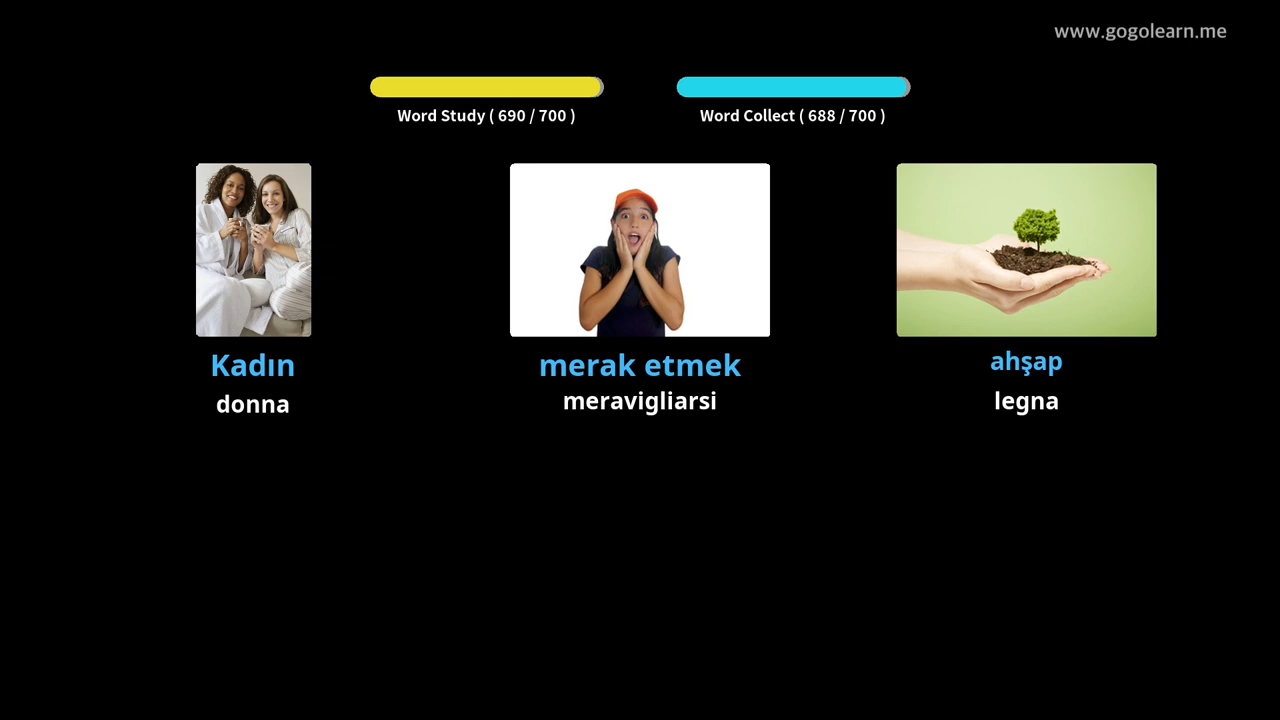 www.gogolearn.me
Word Study ( 690 / 700 )
Word Collect ( 688 / 700 )
Kadın
donna
merak etmek
meravigliarsi
ahşap
legna